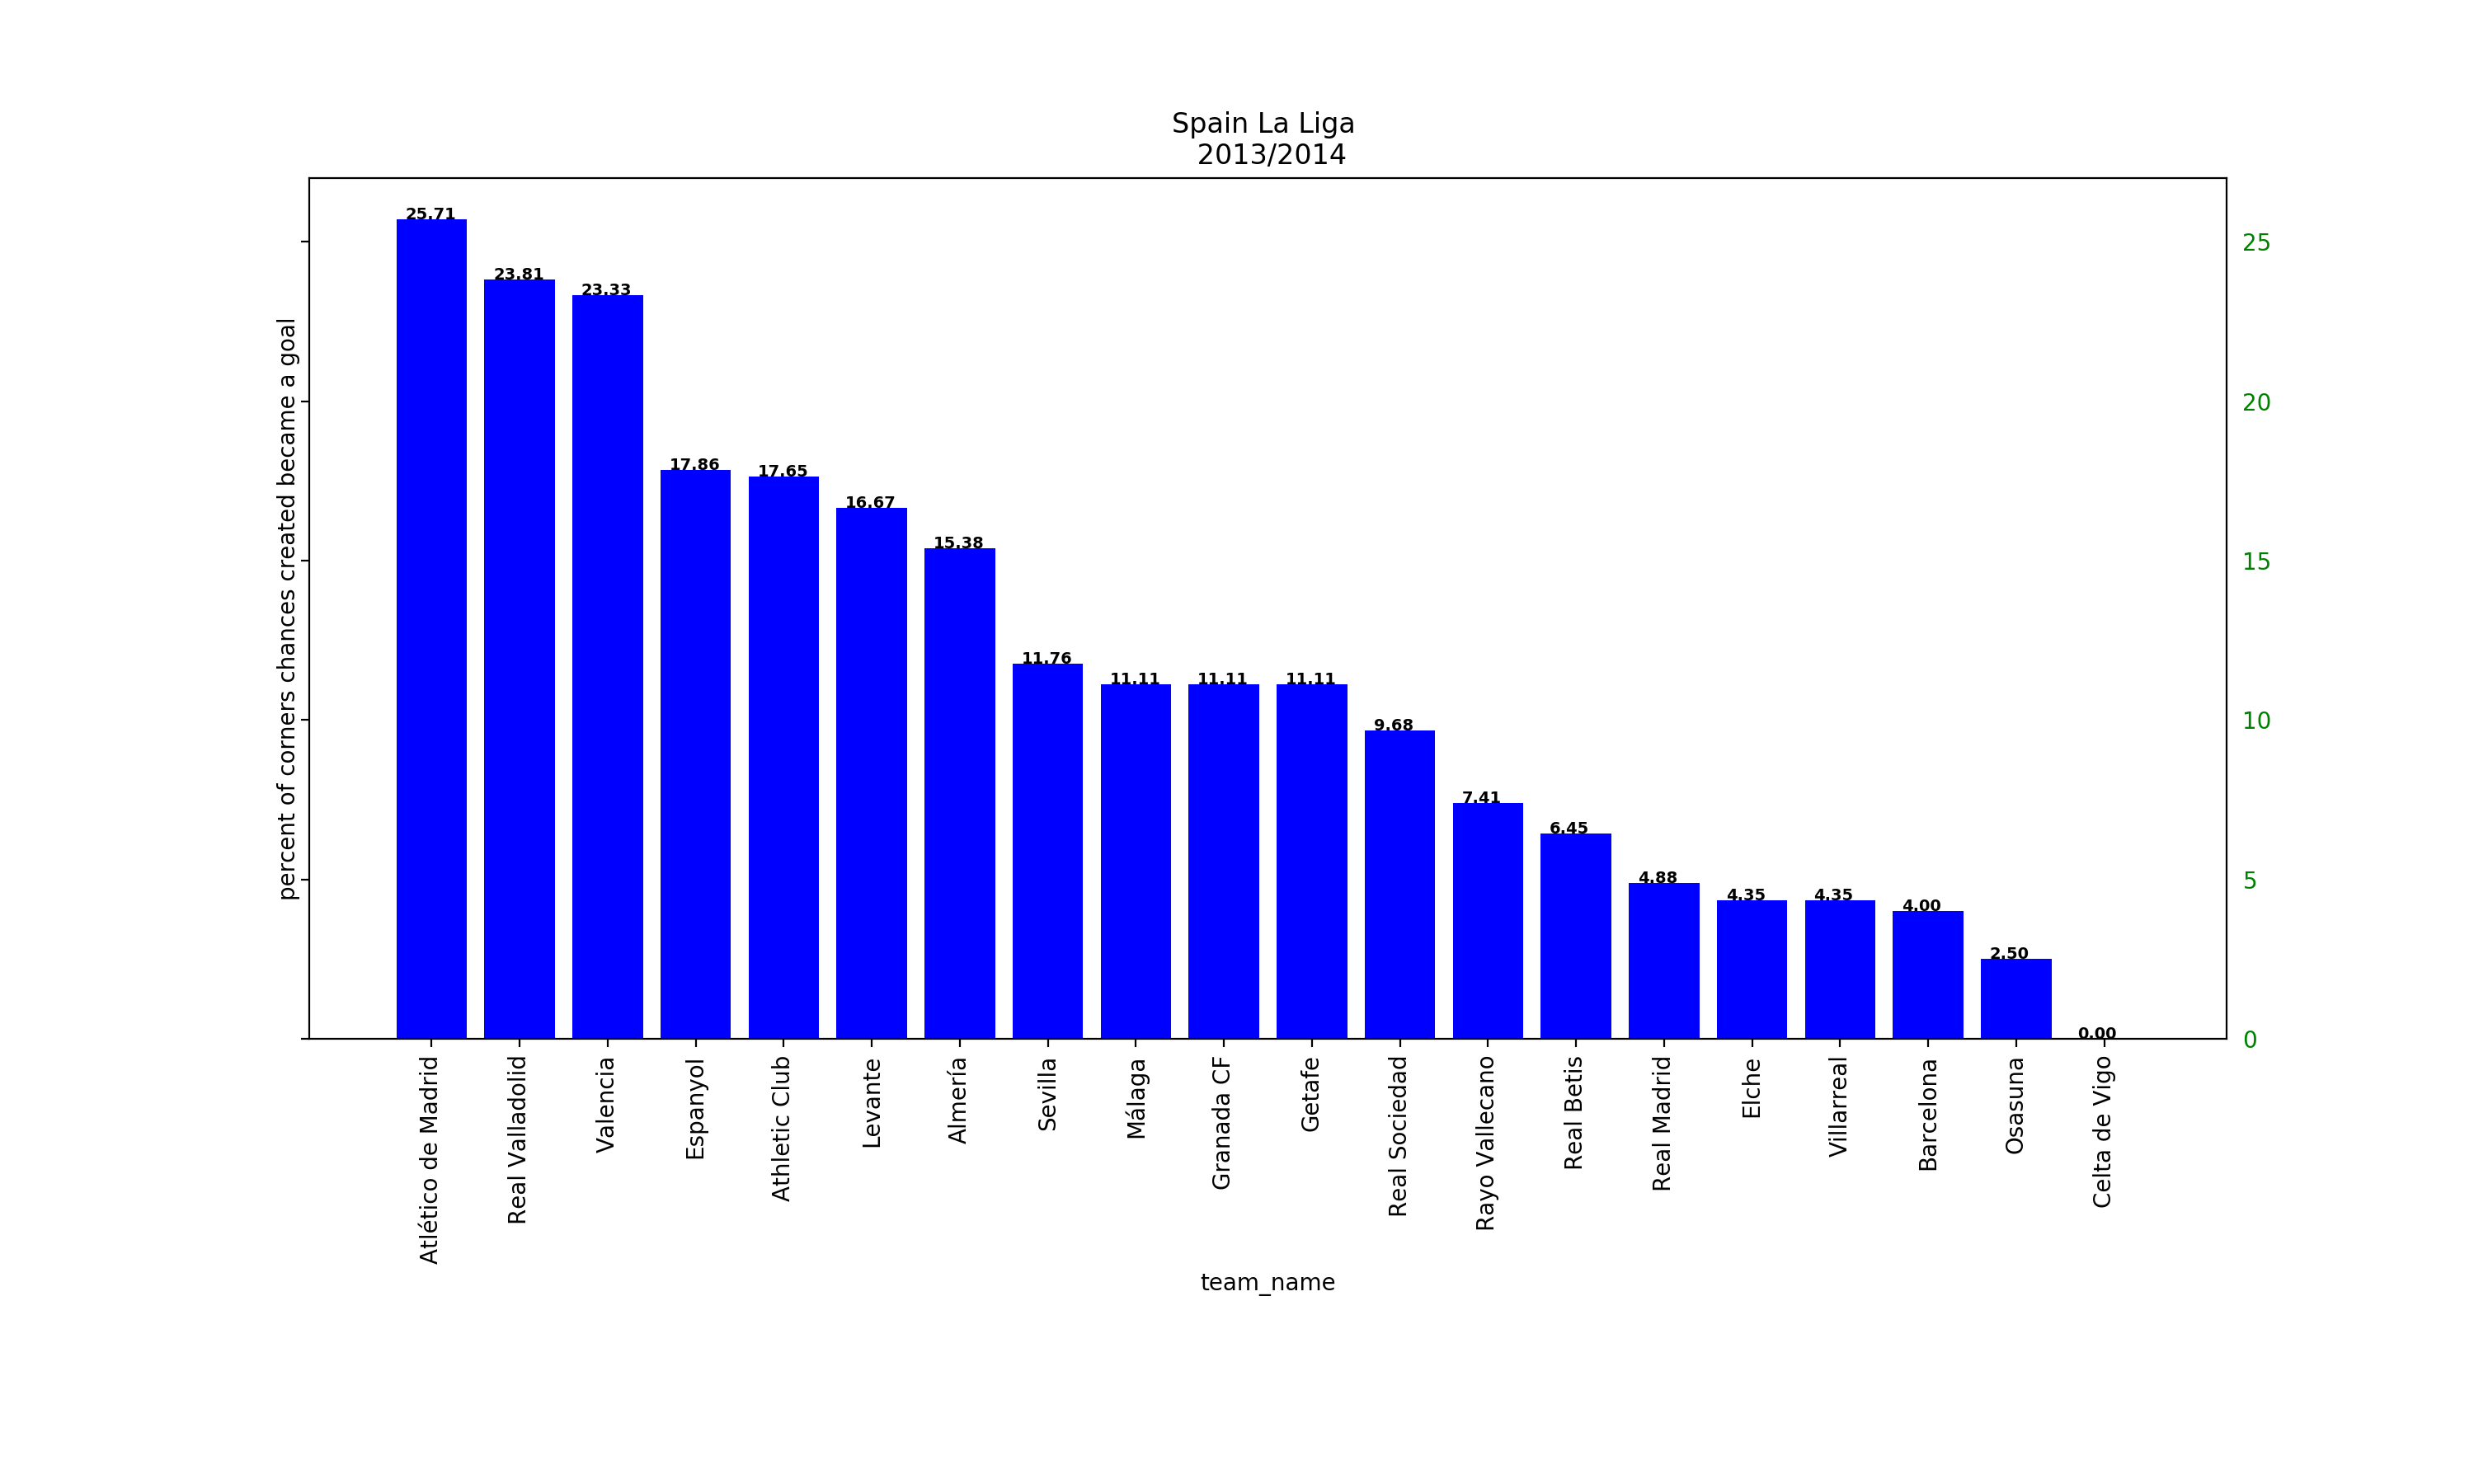 Spain La Liga
2013/2014
percent of corners chances created became a goal
25.71
23.81
23.33
17.86
17.65
16.67
15.38
11.76
11.11
11.11
11.11
9.68
7.41
6.45
4.88
4.35
4.35
4.00
2.50
0.00
25
20
15
10
5
0
Atlético de Madrid
Real Valladolid
Valencia
Espanyol
Athletic Club
Levante
Almería
Sevilla
Málaga
Granada CF
Getafe
Real Sociedad
Rayo Vallecano
Real Betis
Real Madrid
Elche
Villarreal
Barcelona
Osasuna
Celta de Vigo
team_name